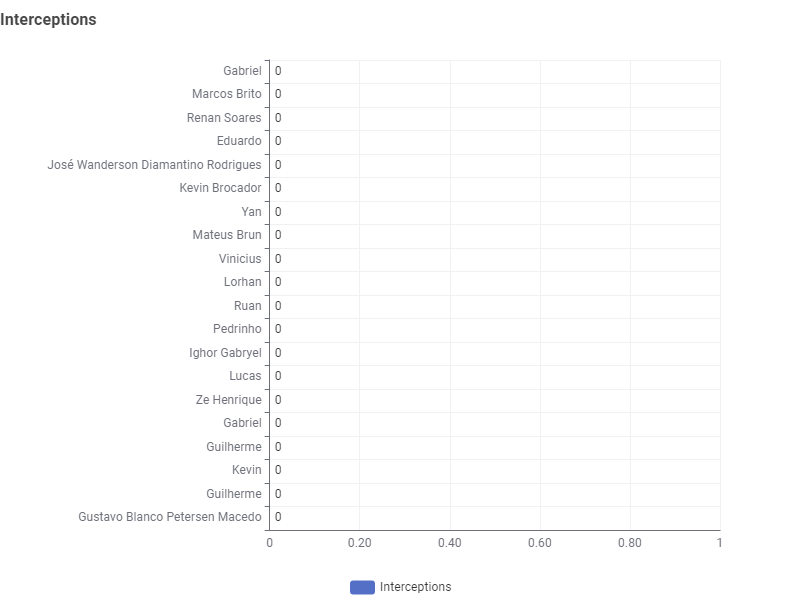 Interceptions
Gabriel 0
Marcos Brito 0
Renan Soares 0
Eduardo 0
José Wanderson Diamantino Rodrigues 0
Kevin Brocador 0
Yan 0
Mateus Brun 0
Vinicius 0
Lorhan 0
Ruan 0
Pedrinho 0
Ighor Gabryel 0
Lucas 0
Ze Henrique 0
Gabriel 0
Guilherme 0
Kevin 0
Guilherme 0
Gustavo Blanco Petersen Macedo 0
0 0.20 0.40 0.60 0.80 1
Interceptions